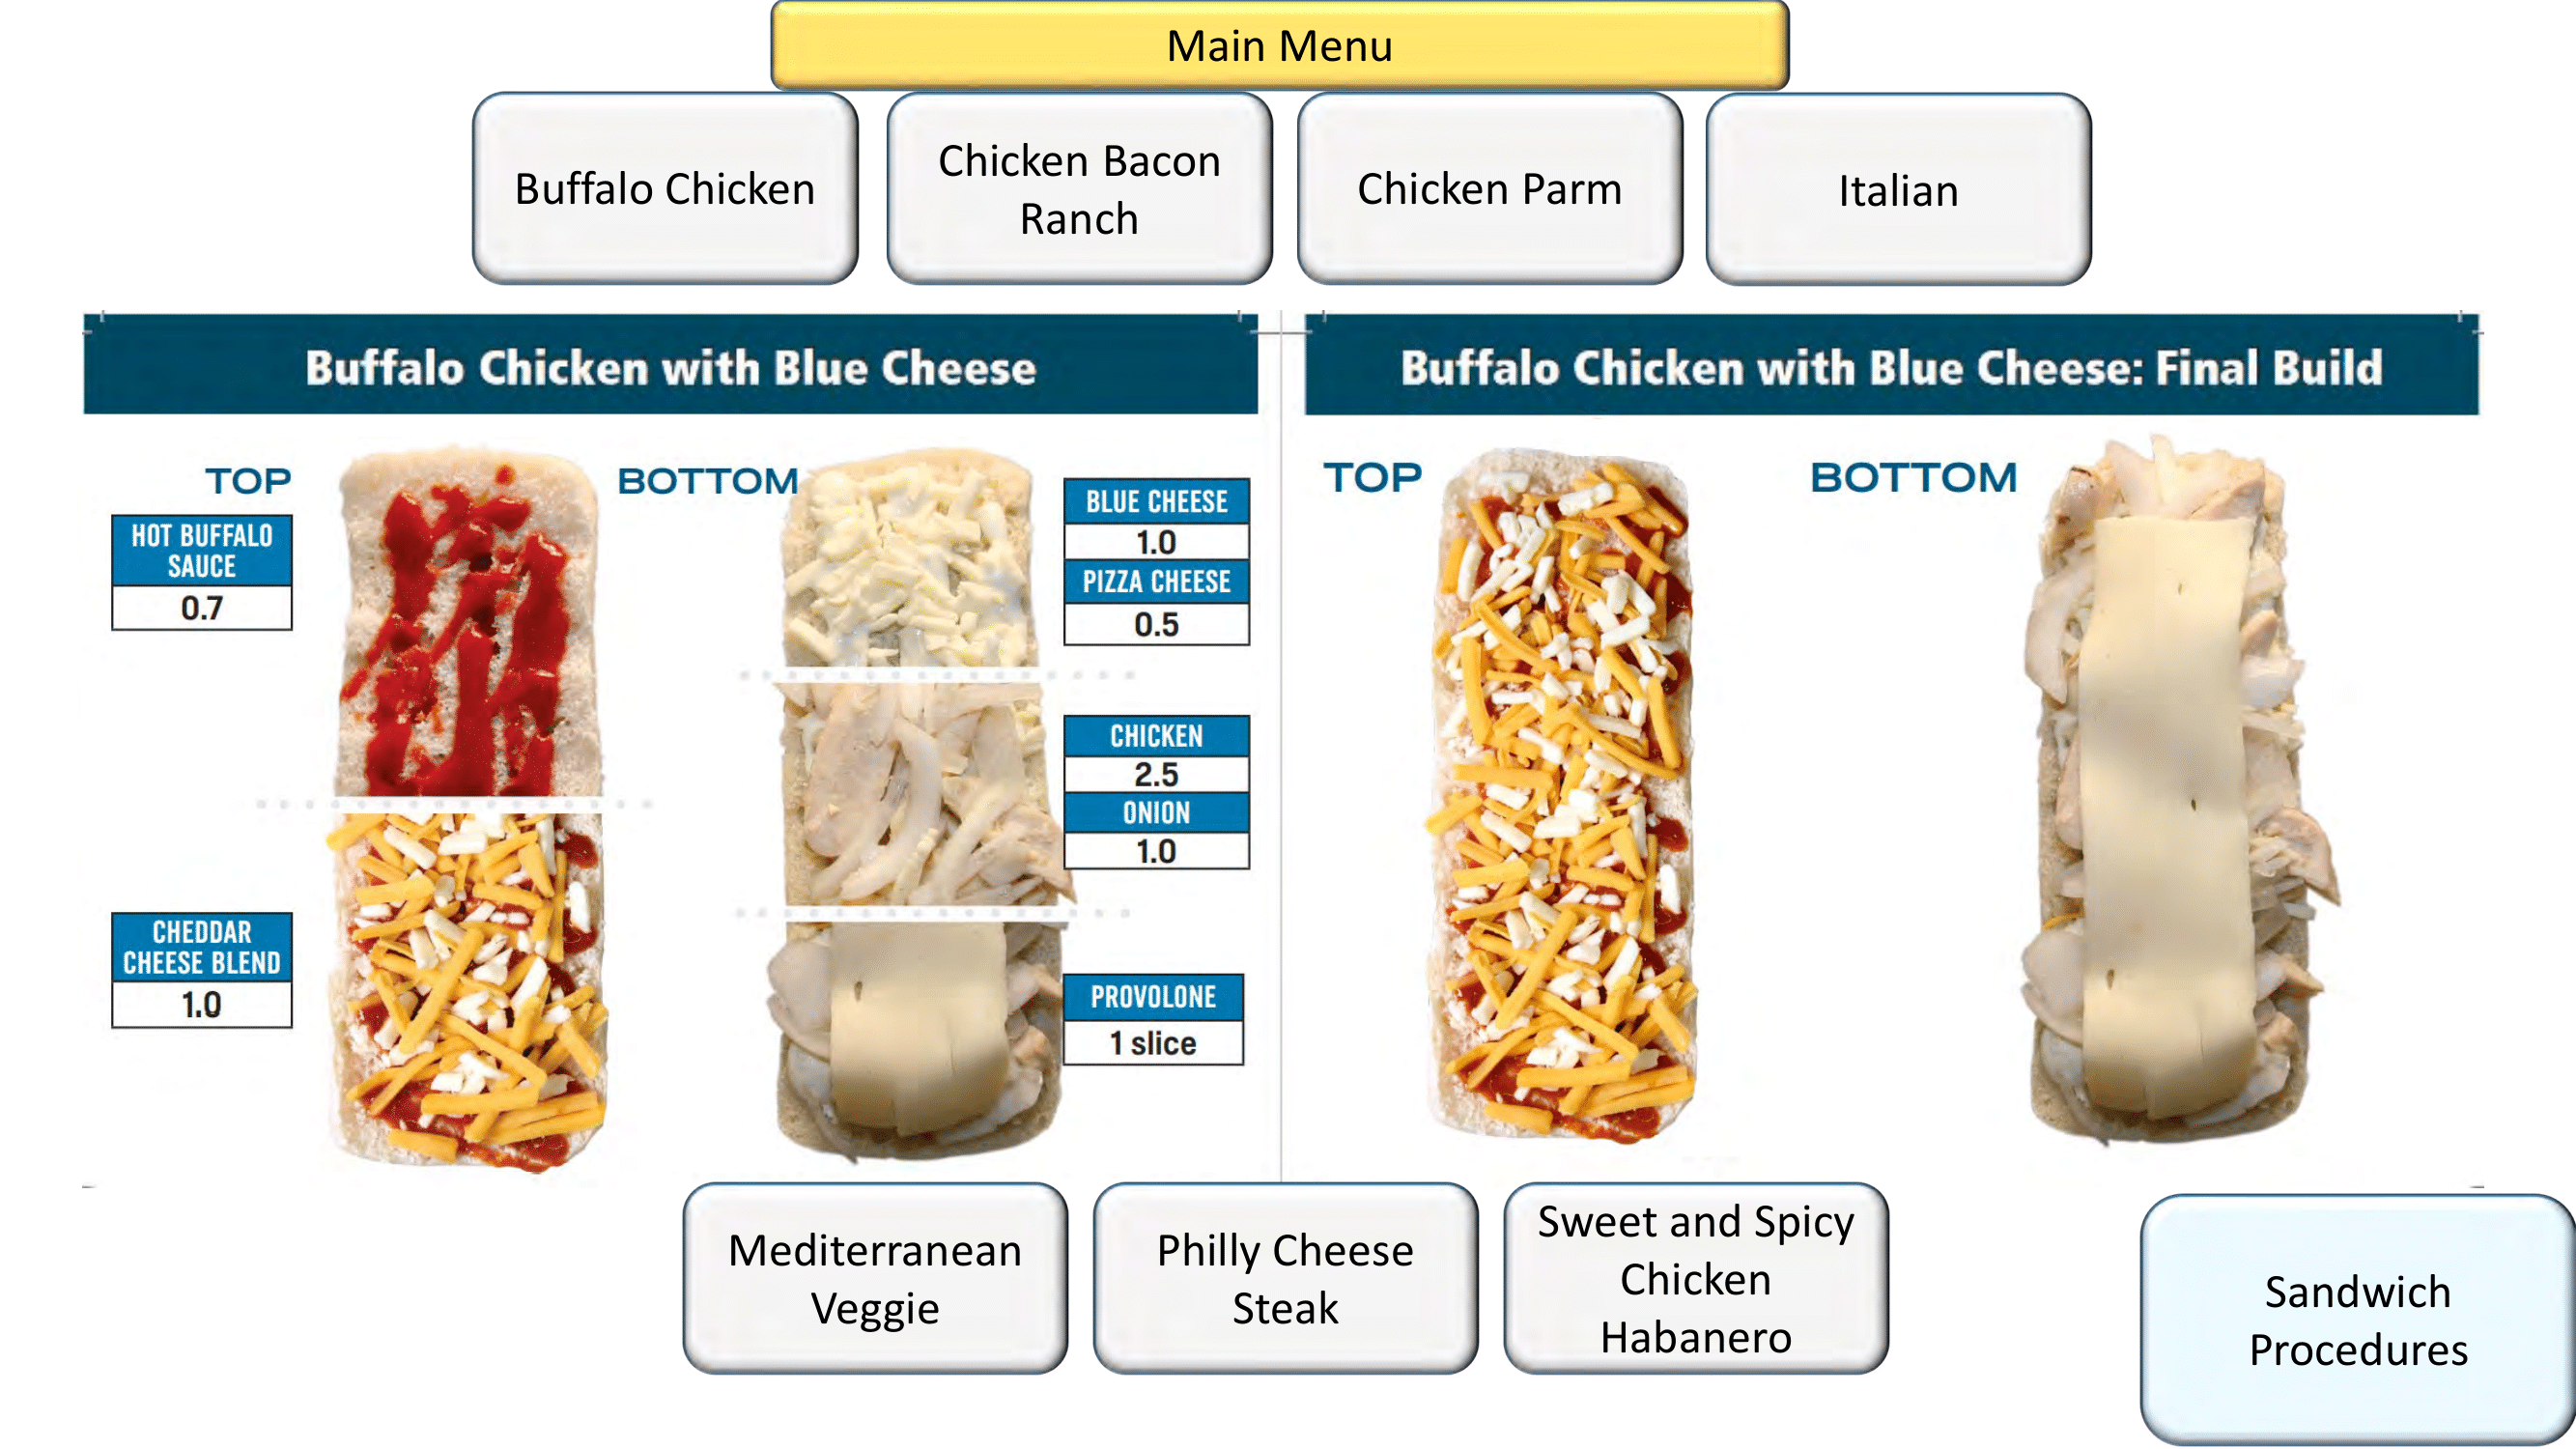 Main Menu
Buffalo Chicken
Chicken Bacon
Ranch
Chicken Parm
Italian
Buffalo Chicken with Blue Cheese
TOP
HOT BUFFALO
SAUCE
0.7
CHEDDAR
CHEESE BLEND
1.0
BOTTOM
BLUE CHEESE
1.0
PIZZA CHEESE
0.5
CHICKEN
2.5
ONION
1.0
PROVOLONE
1 slice
Buffalo Chicken with Blue Cheese: Final Build
TOP
BOTTOM
Mediterranean
Veggie
Philly Cheese
Steak
Sweet and Spicy
Chicken
Habanero
Sandwich
Procedures